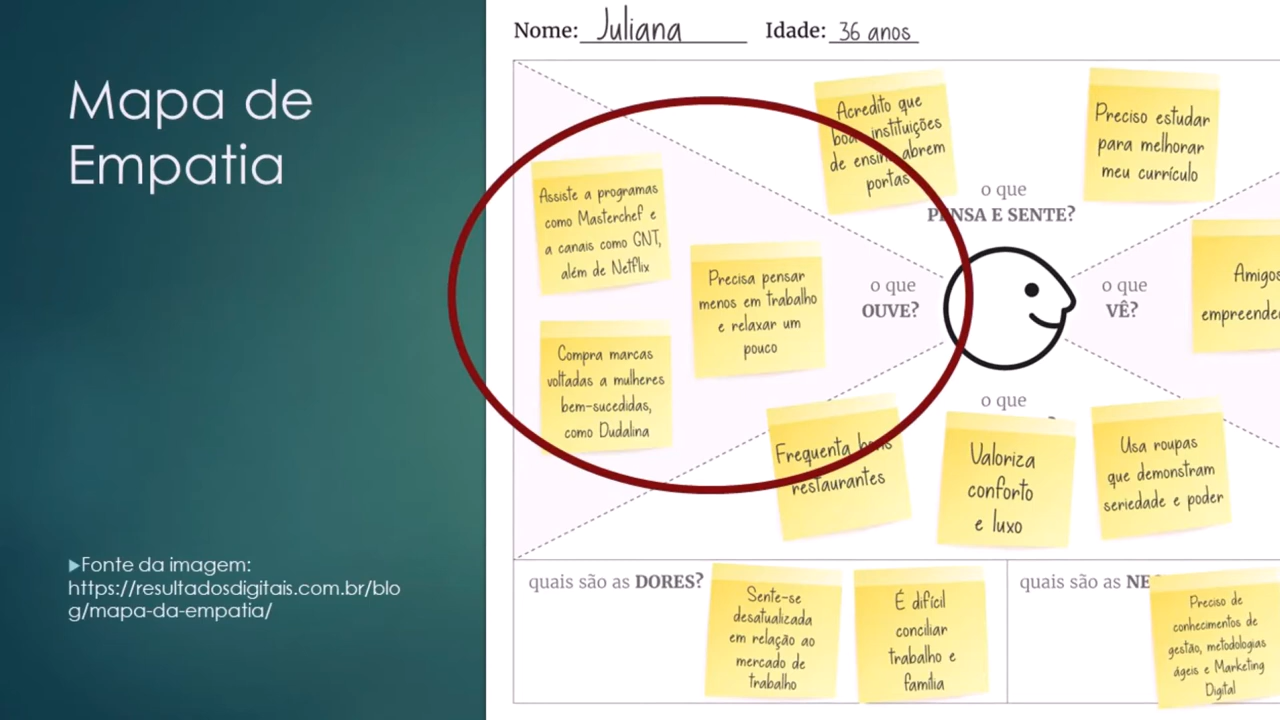 Mapa de
Empatia
▶Fonte da imagem:
https://resultadosdigitais.com.br/blo
g/mapa-da-empatia/
Nome: Juliana
Idade: 36 anos
Acredito que
boas instituições
de ensino abrem
portas
Preciso estudar
para melhorar
meu currículo
o que
PENSA E SENTE?
Assiste a programas
como Masterchef e
a canais como GNT,
além de Netflix
Precisa pensar
menos em trabalho
e relaxar um
pouco
Compra marcas
voltadas a mulheres
bem-sucedidas,
como Dudalina
o que
OUVE?
o que
VÊ?
Amigos
empreende
o que
Frequenta bons
restaurantes
Valoriza
conforto
e luxo
Usa roupas
que demonstram
seriedade e poder
quais são as DORES?
Sente-se
desatualizada
em relação ao
mercado de
trabalho
É difícil
conciliar
trabalho e
família
quais são as NE
Preciso de
conhecimentos de
gestão, metodologias
ágeis e Marketing
Digital